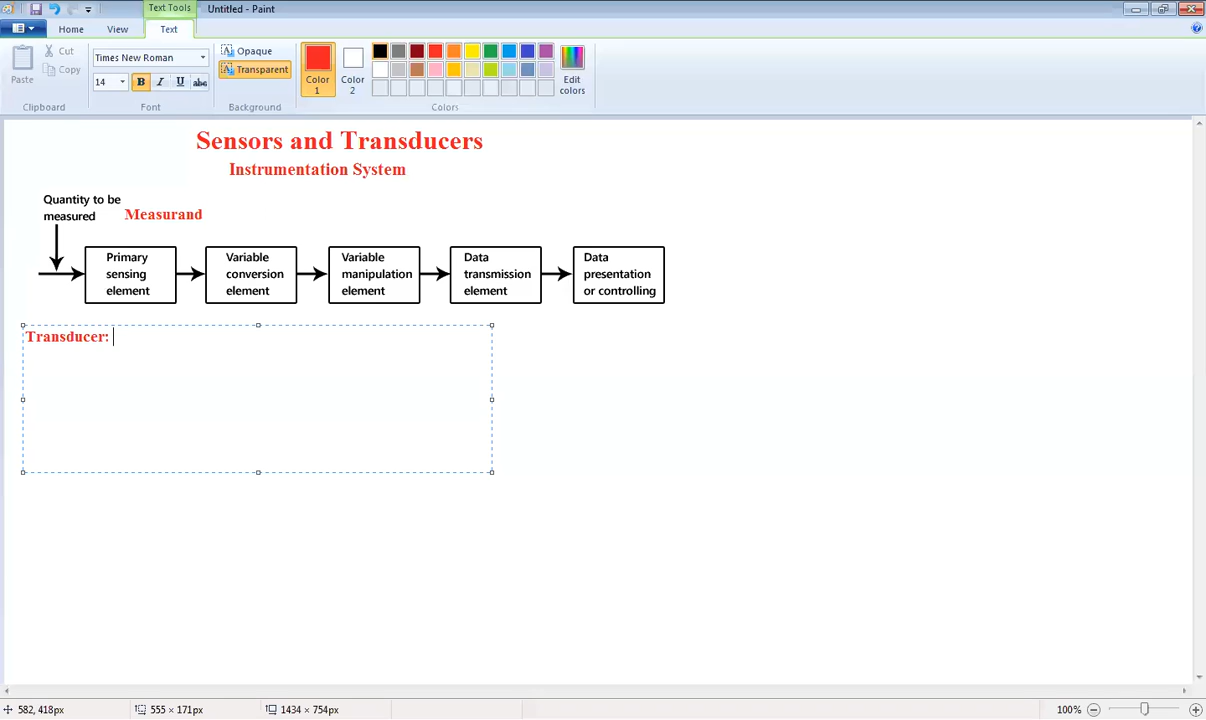 Text Tools
Untitled - Paint
Home
View
Text
Paste
Cut
Copy
Clipboard
Times New Roman
14
B I U abc
Font
Opaque
Transparent
Background
Color 1
Color 2
Edit colors
Colors
Sensors and Transducers
Instrumentation System
Quantity to be
measured
Measurand
Primary
sensing
element
Variable
conversion
element
Variable
manipulation
element
Data
transmission
element
Data
presentation
or controlling
Transducer:
582, 418px
555 × 171px
1434 × 754px
100%